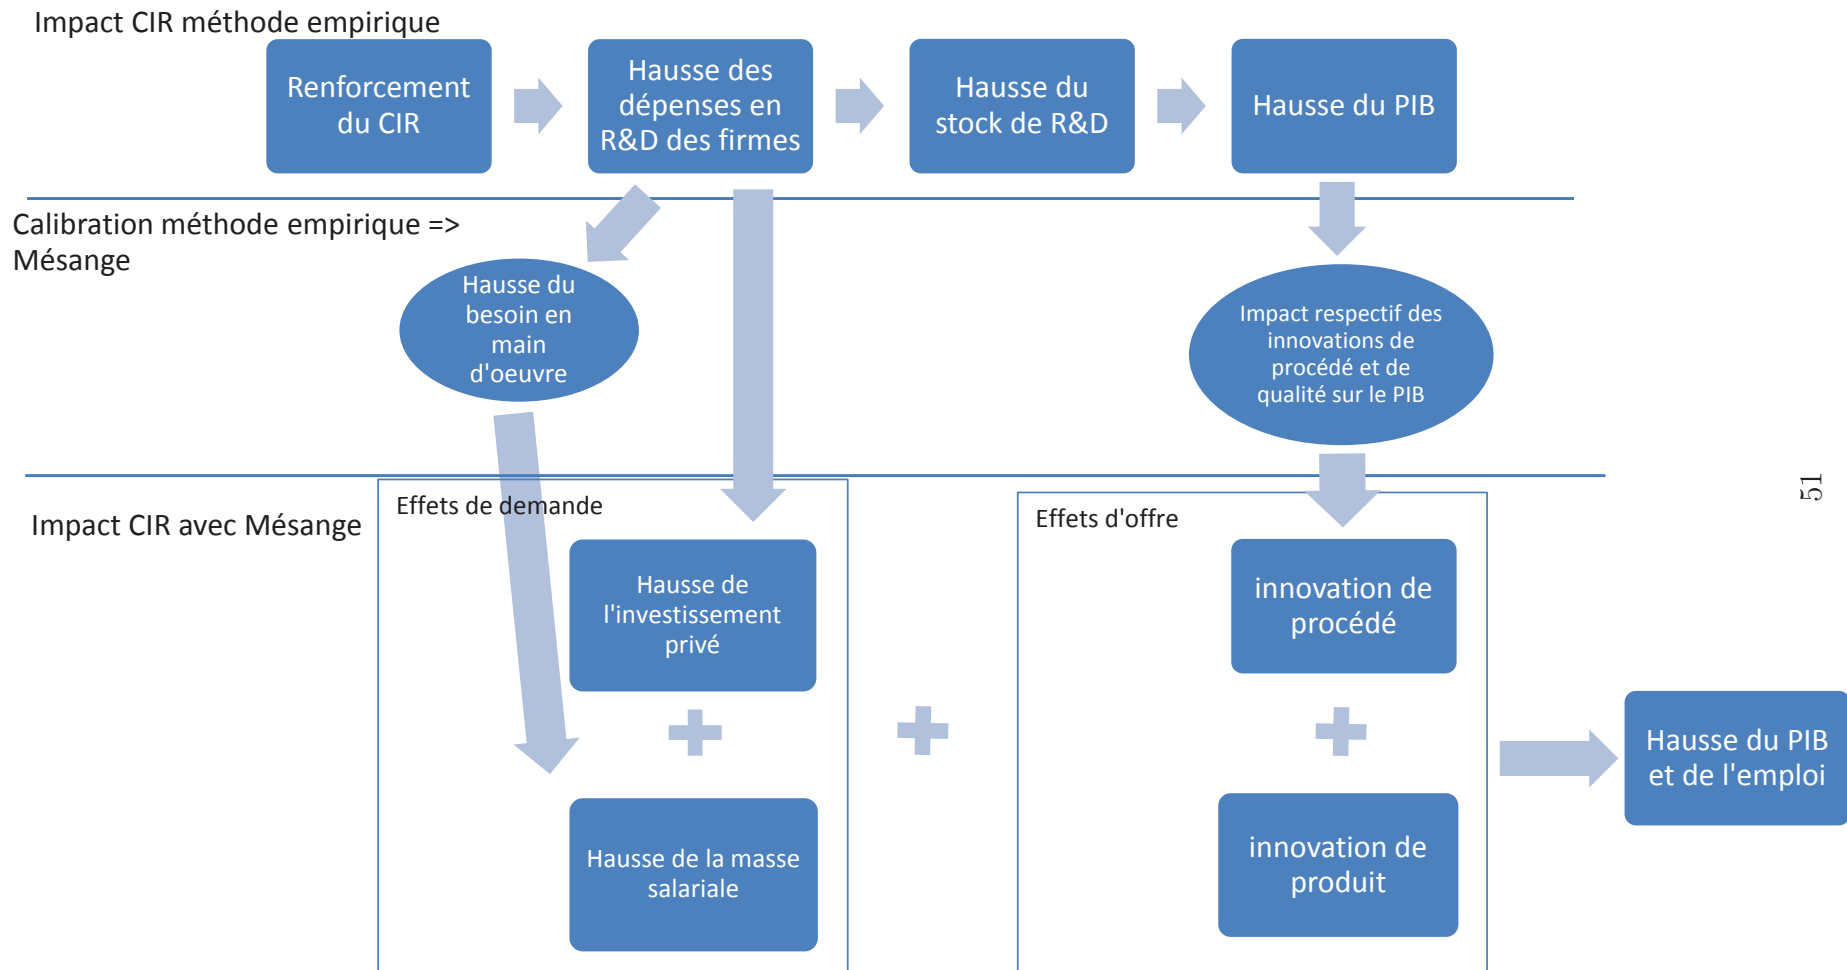 Impact CIR méthode empirique
Renforcement
du CIR
Hausse des
dépenses en
R&D des firmes
Hausse du
stock de R&D
Hausse du PIB
Calibration méthode empirique =>
Mésange
Hausse du
besoin en
main
d'oeuvre
Impact respectif des
innovations de
procédé et de
qualité sur le PIB
Impact CIR avec Mésange
Effets de demande
Hausse de
l'investissement
privé
Hausse de la masse
salariale
Effets d'offre
innovation de
procédé
innovation de
produit
Hausse du PIB
et de l'emploi
51